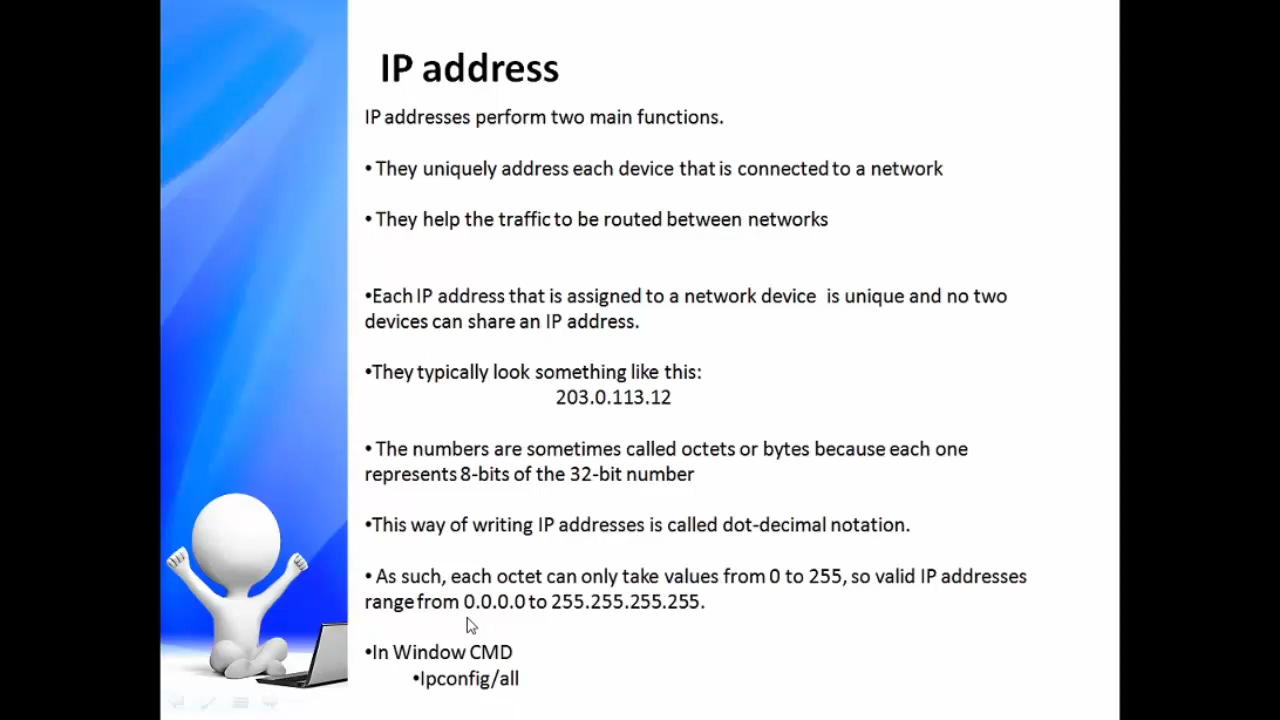 IP address
IP addresses perform two main functions.
• They uniquely address each device that is connected to a network
• They help the traffic to be routed between networks
•Each IP address that is assigned to a network device  is unique and no two
devices can share an IP address.
•They typically look something like this:
203.0.113.12
• The numbers are sometimes called octets or bytes because each one
represents 8-bits of the 32-bit number
•This way of writing IP addresses is called dot-decimal notation.
• As such, each octet can only take values from 0 to 255, so valid IP addresses
range from 0.0.0.0 to 255.255.255.255.
•In Window CMD
•Ipconfig/all